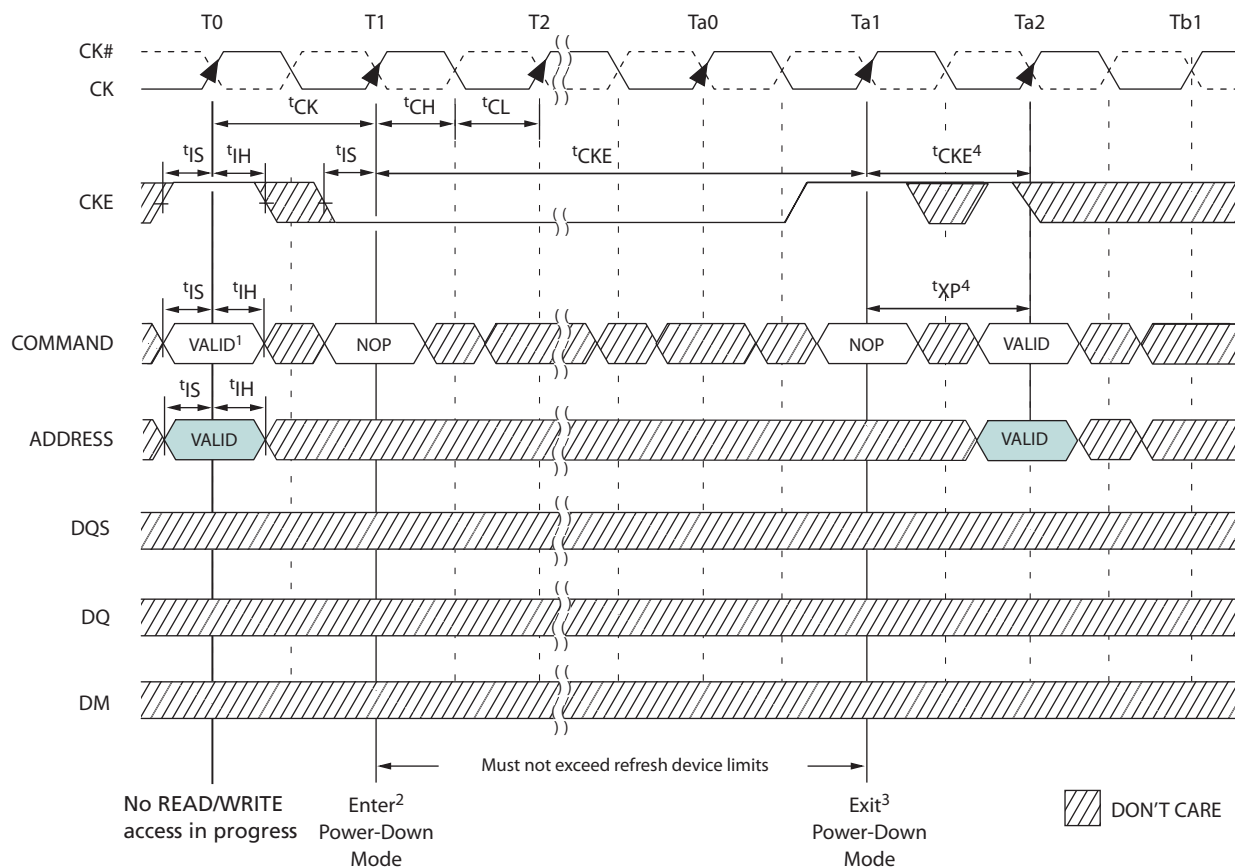 T0 T1 T2 Ta0 Ta1 Ta2 Tb1
CK#
CK
tCK tCH tCL
tIS tIH tIS tCKE tCKE4
CKE
tIS tIH tXP4
COMMAND VALID1 NOP NOP VALID
tIS tIH
ADDRESS VALID VALID
DQS
DQ
DM
Must not exceed refresh device limits
No READ/WRITE
access in progress
Enter2
Power-Down
Mode
Exit3
Power-Down
Mode
DON'T CARE